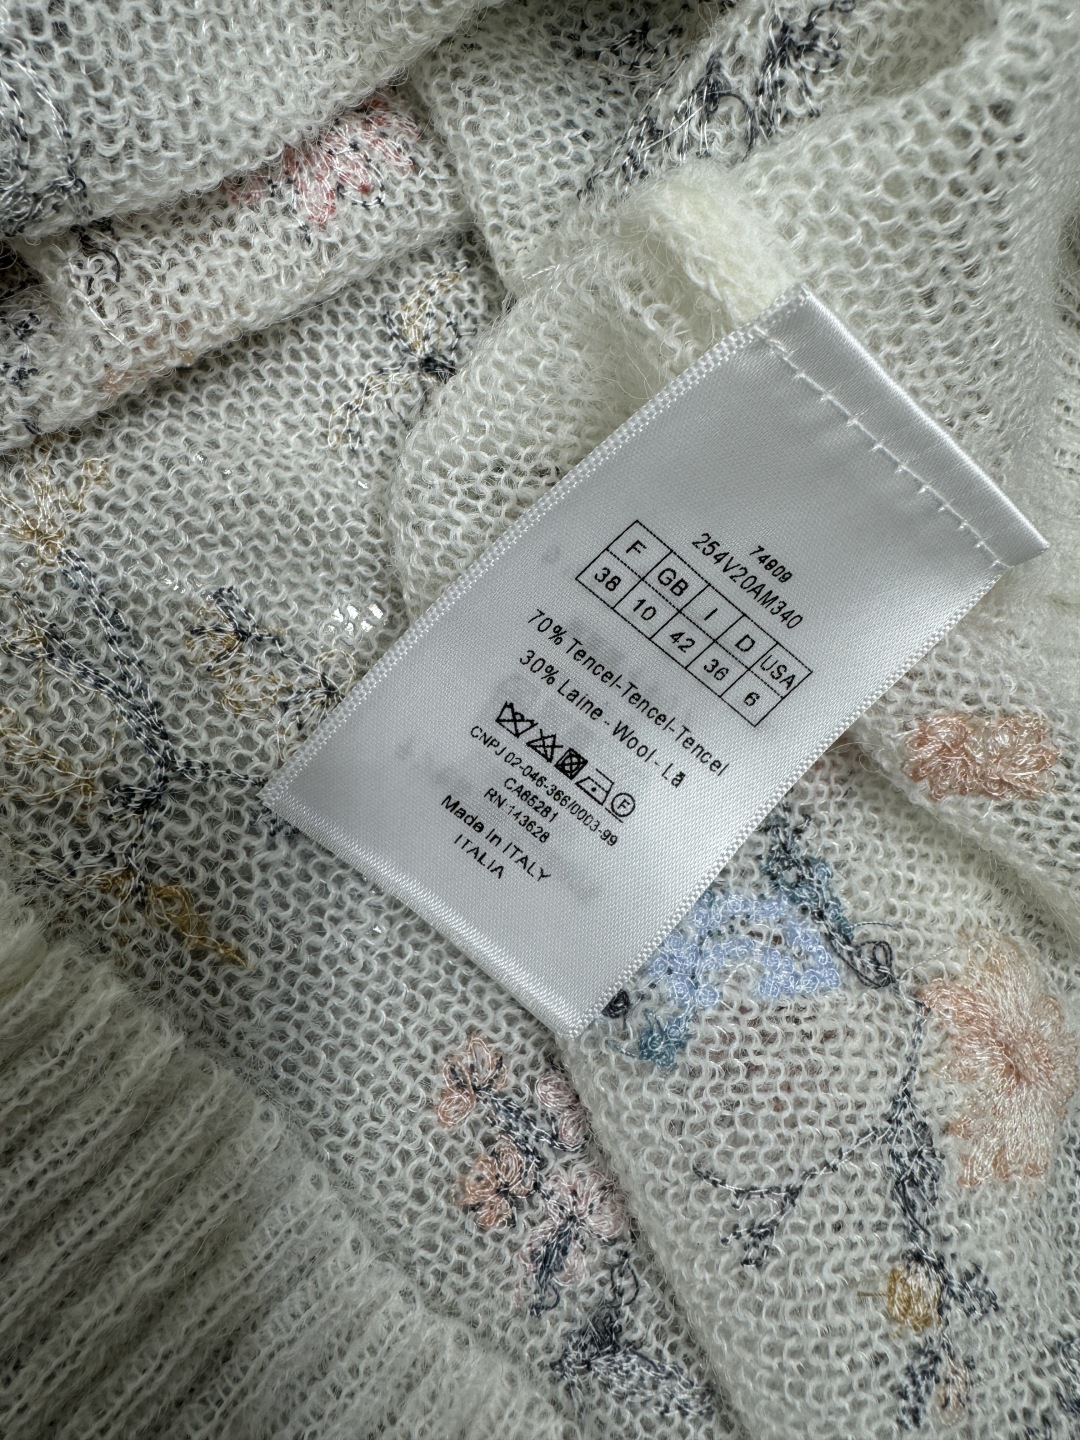 74809
254V20AM340
F GB I D USA
38 10 42 36 6
70% Tencel-Tencel-Tencel
30% Laine - Wool - Lã
F
CNPJ 02-046-366/0003-99
CA65281
RN 143628
Made in ITALY
ITALIA